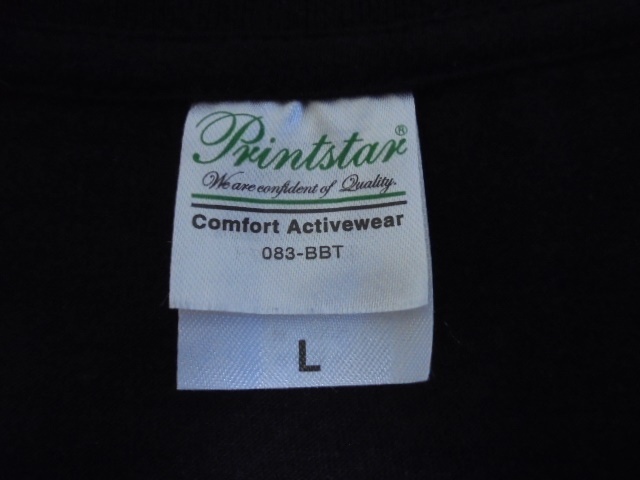 Printstar®
We are confident of Quality.
Comfort Activewear
083-BBT
L